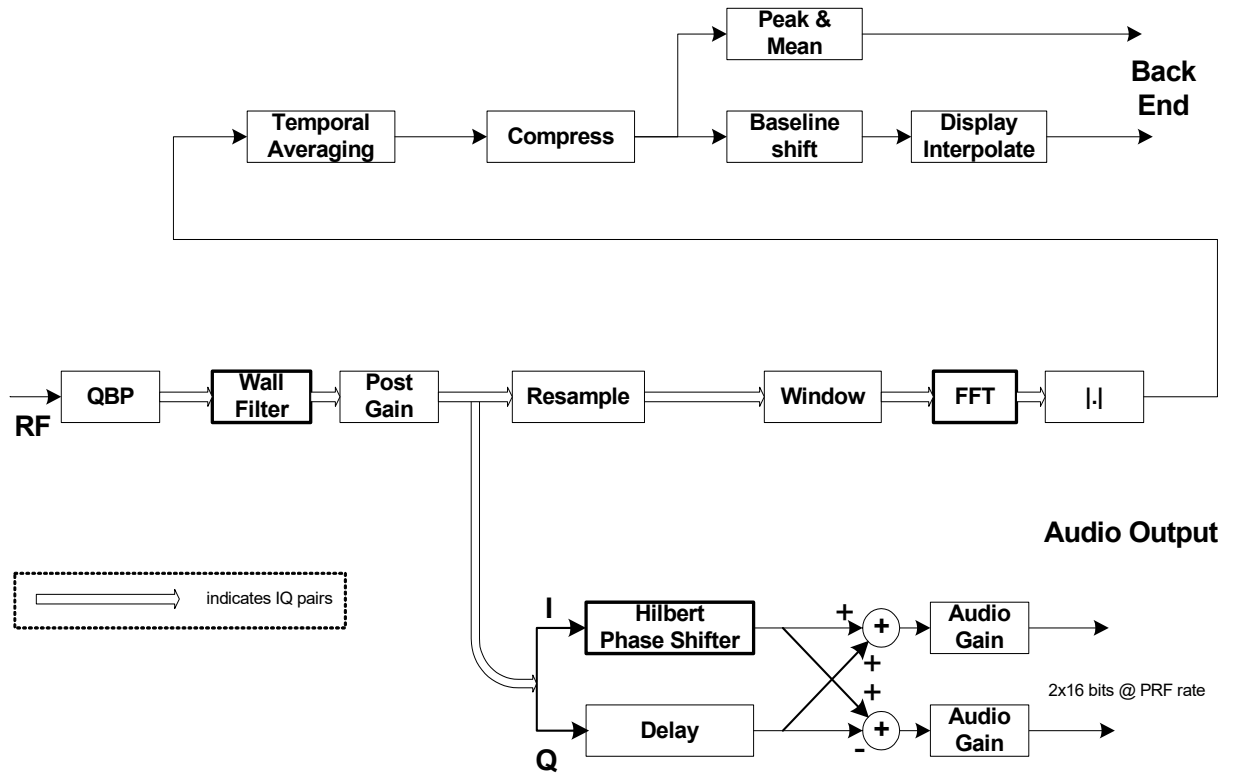 Peak &
Mean
Back
End
Temporal
Averaging
Compress
Baseline
shift
Display
Interpolate
RF
QBP
Wall
Filter
Post
Gain
Resample
Window
FFT
|.|
Audio Output
indicates IQ pairs
I
Hilbert
Phase Shifter
+
+
+
Audio
Gain
2x16 bits @ PRF rate
Q
Delay
+
-
+
Audio
Gain